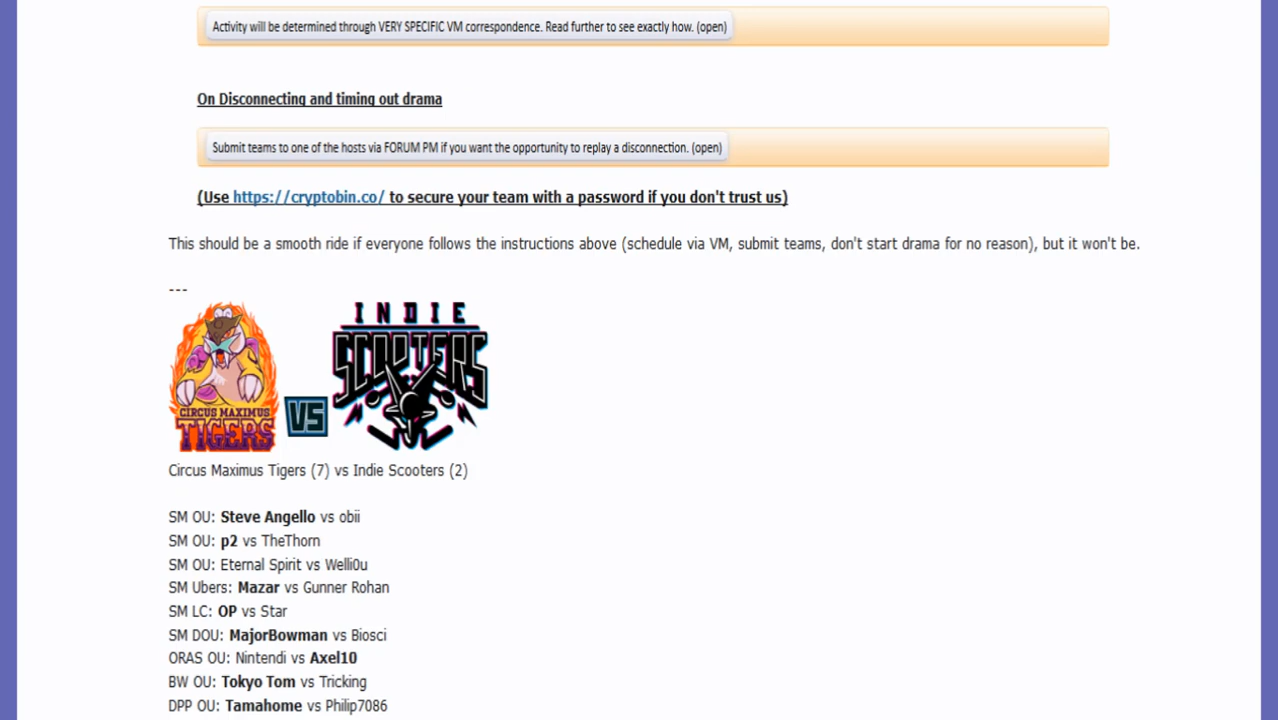 Activity will be determined through VERY SPECIFIC VM correspondence. Read further to see exactly how. (open)
On Disconnecting and timing out drama
Submit teams to one of the hosts via FORUM PM if you want the opportunity to replay a disconnection. (open)
(Use https://cryptobin.co/ to secure your team with a password if you don't trust us)
This should be a smooth ride if everyone follows the instructions above (schedule via VM, submit teams, don't start drama for no reason), but it won't be.
---
INDIE
SCOOTERS
CIRCUS MAXIMUS
TIGERS
VS
Circus Maximus Tigers (7) vs Indie Scooters (2)
SM OU: Steve Angello vs obii
SM OU: p2 vs TheThorn
SM OU: Eternal Spirit vs Welli0u
SM Ubers: Mazar vs Gunner Rohan
SM LC: OP vs Star
SM DOU: MajorBowman vs Biosci
ORAS OU: Nintendi vs Axel10
BW OU: Tokyo Tom vs Tricking
DPP OU: Tamahome vs Philip7086